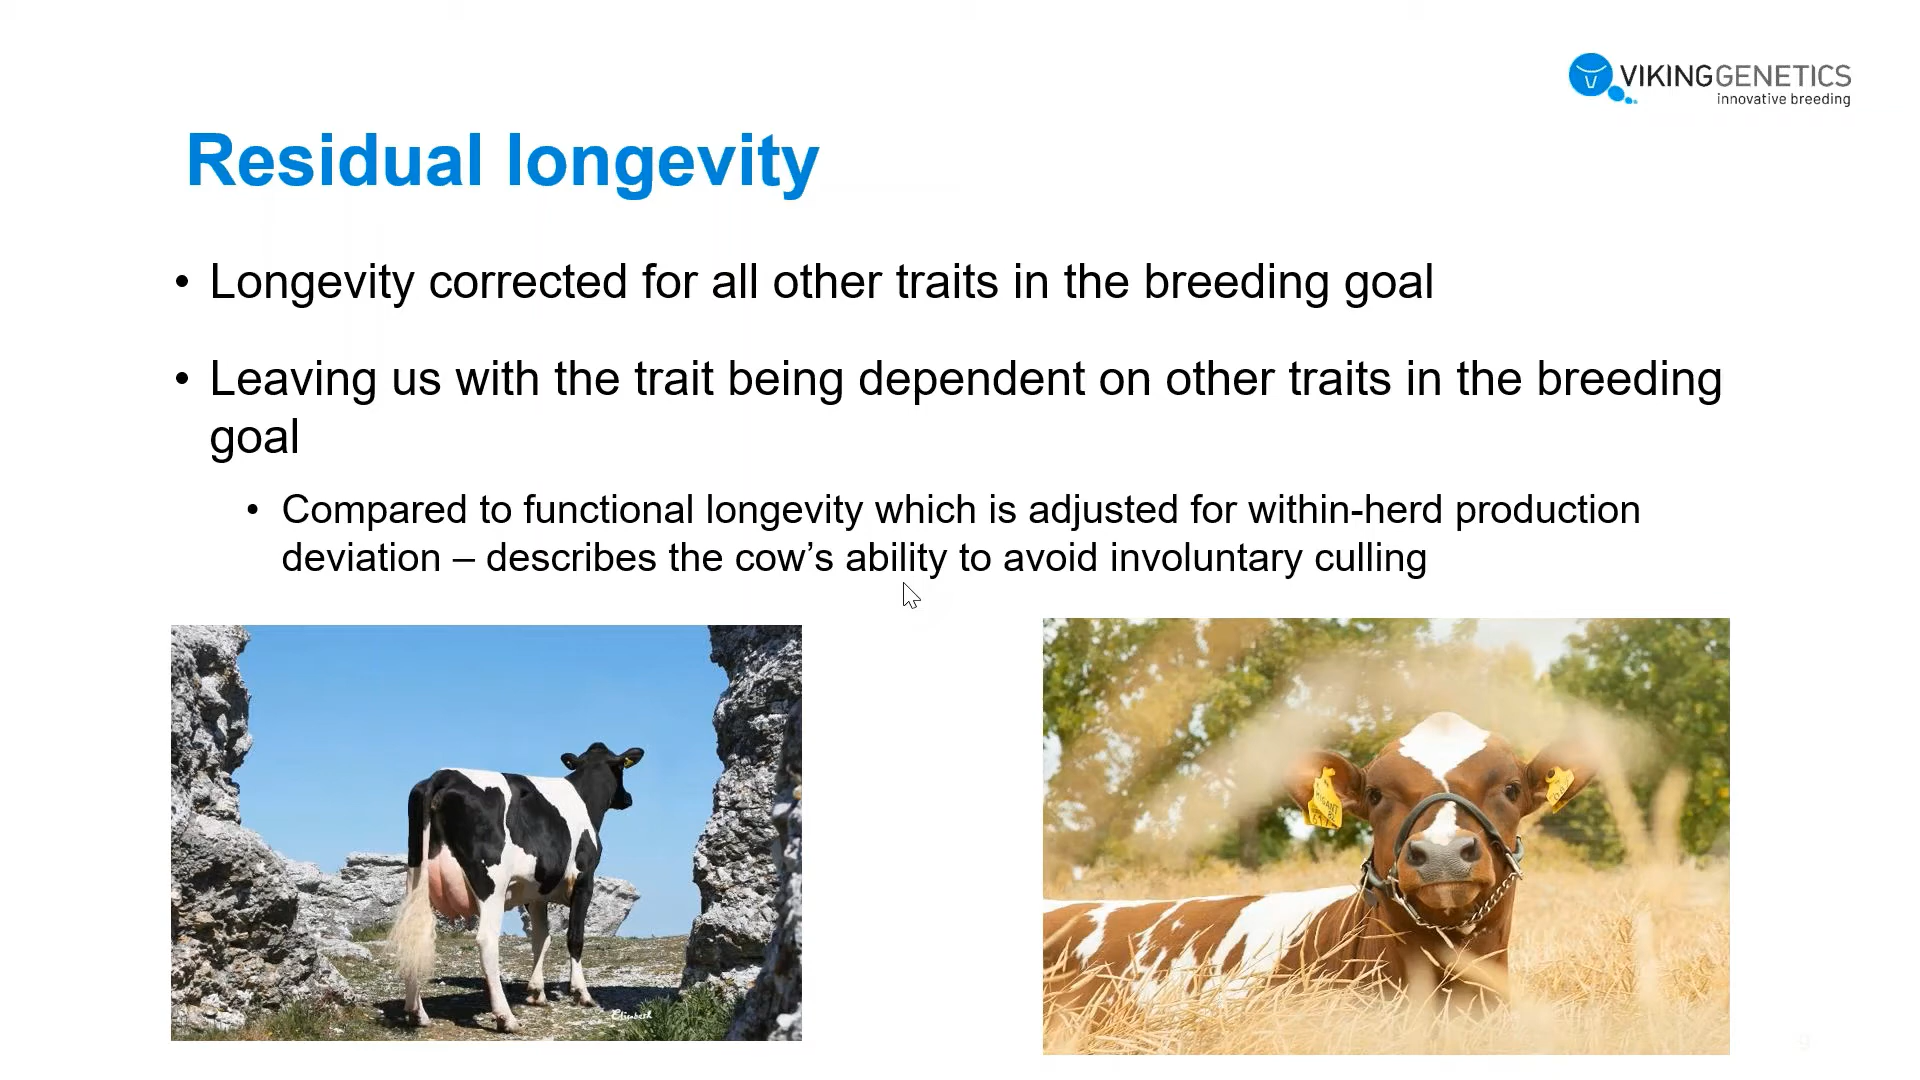 VIKINGGENETICS
innovative breeding
Residual longevity
• Longevity corrected for all other traits in the breeding goal
• Leaving us with the trait being dependent on other traits in the breeding
goal
• Compared to functional longevity which is adjusted for within-herd production
deviation – describes the cow’s ability to avoid involuntary culling
Elisabeth
9